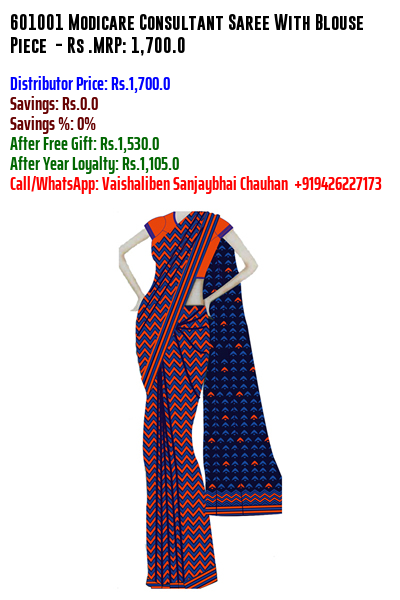 601001 Modicare Consultant Saree With Blouse
Piece - Rs .MRP: 1,700.0
Distributor Price: Rs.1,700.0
Savings: Rs.0.0
Savings %: 0%
After Free Gift: Rs.1,530.0
After Year Loyalty: Rs.1,105.0
Call/WhatsApp: Vaishaliben Sanjaybhai Chauhan +919426227173